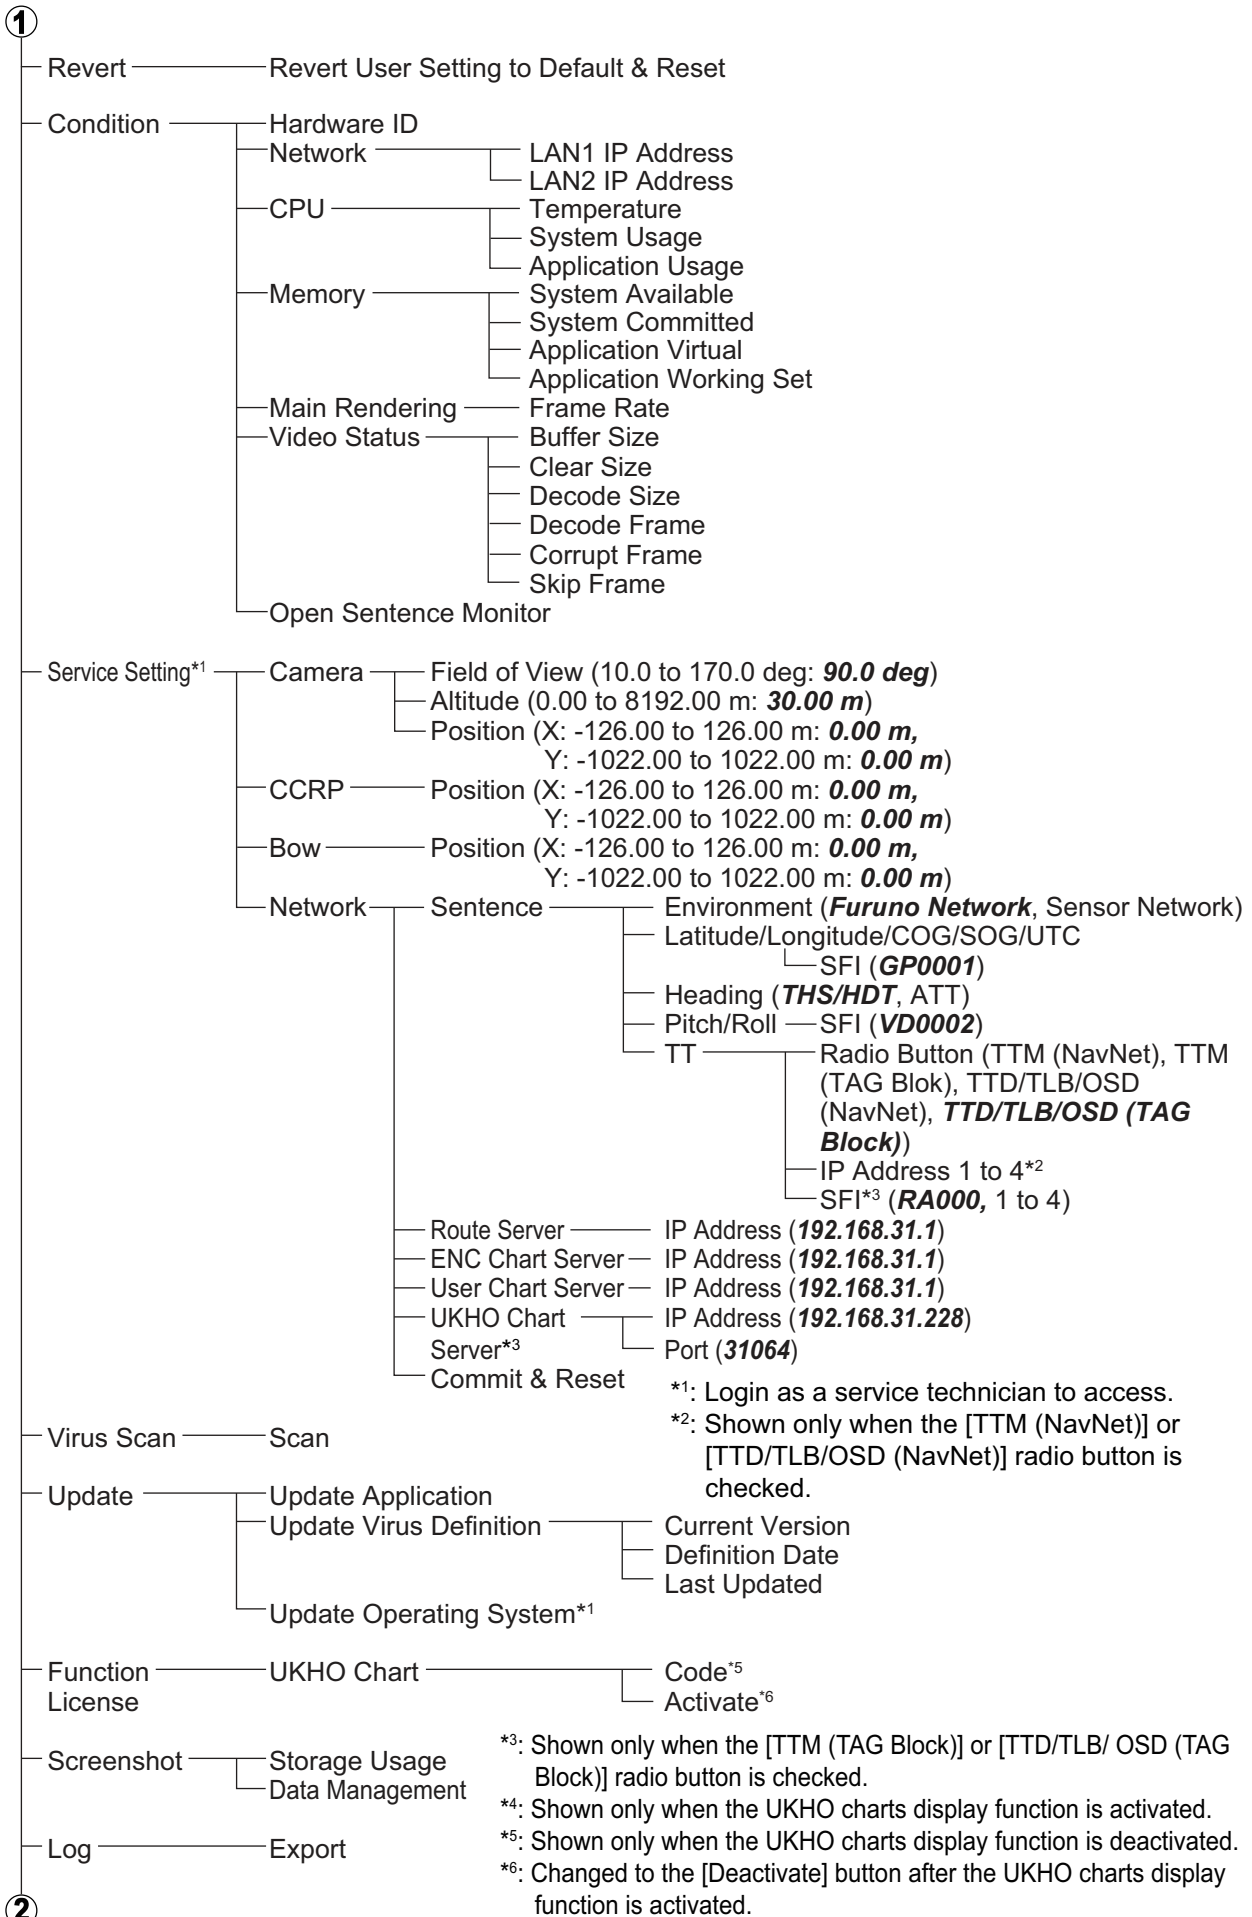 1
Revert Revert User Setting to Default & Reset
Condition Hardware ID
Network LAN1 IP Address
LAN2 IP Address
CPU Temperature
System Usage
Application Usage
Memory System Available
System Committed
Application Virtual
Application Working Set
Main Rendering Frame Rate
Video Status Buffer Size
Clear Size
Decode Size
Decode Frame
Corrupt Frame
Skip Frame
Open Sentence Monitor
Service Setting*1 Camera Field of View (10.0 to 170.0 deg: 90.0 deg)
Altitude (0.00 to 8192.00 m: 30.00 m)
Position (X: -126.00 to 126.00 m: 0.00 m,
Y: -1022.00 to 1022.00 m: 0.00 m)
CCRP Position (X: -126.00 to 126.00 m: 0.00 m,
Y: -1022.00 to 1022.00 m: 0.00 m)
Bow Position (X: -126.00 to 126.00 m: 0.00 m,
Y: -1022.00 to 1022.00 m: 0.00 m)
Network Sentence Environment (Furuno Network, Sensor Network)
Latitude/Longitude/COG/SOG/UTC
SFI (GP0001)
Heading (THS/HDT, ATT)
Pitch/Roll SFI (VD0002)
TT Radio Button (TTM (NavNet), TTM
(TAG Blok), TTD/TLB/OSD
(NavNet), TTD/TLB/OSD (TAG
Block))
IP Address 1 to 4*2
SFI*3 (RA000, 1 to 4)
Route Server IP Address (192.168.31.1)
ENC Chart Server IP Address (192.168.31.1)
User Chart Server IP Address (192.168.31.1)
UKHO Chart IP Address (192.168.31.228)
Server*3 Port (31064)
Commit & Reset
*1: Login as a service technician to access.
*2: Shown only when the [TTM (NavNet)] or
[TTD/TLB/OSD (NavNet)] radio button is
checked.
Virus Scan Scan
Update Update Application
Update Virus Definition Current Version
Definition Date
Last Updated
Update Operating System*1
Function UKHO Chart Code*5
License Activate*6
Screenshot Storage Usage
Data Management
Log Export
*3: Shown only when the [TTM (TAG Block)] or [TTD/TLB/ OSD (TAG
Block)] radio button is checked.
*4: Shown only when the UKHO charts display function is activated.
*5: Shown only when the UKHO charts display function is deactivated.
*6: Changed to the [Deactivate] button after the UKHO charts display
function is activated.
2